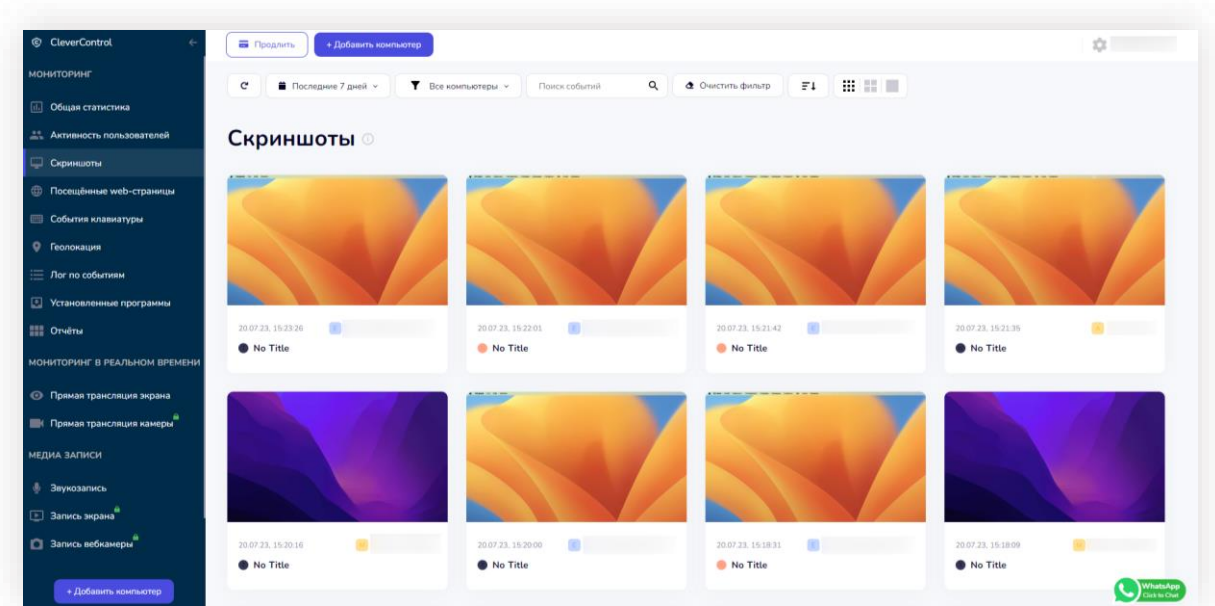 CleverControl
Продлить
+ Добавить компьютер
МОНИТОРИНГ
Общая статистика
Активность пользователей
Скриншоты
Посещённые web-страницы
События клавиатуры
Геолокация
Лог по событиям
Установленные программы
Отчёты
МОНИТОРИНГ В РЕАЛЬНОМ ВРЕМЕНИ
Прямая трансляция экрана
Прямая трансляция камеры
МЕДИА ЗАПИСИ
Звукозапись
Запись экрана
Запись вебкамеры
+ Добавить компьютер
Последние 7 дней
Все компьютеры
Поиск событий
Очистить фильтр
Скриншоты
20.07.23, 15:23:26
No Title
20.07.23, 15:22:01
No Title
20.07.23, 15:21:42
No Title
20.07.23, 15:21:35
No Title
20.07.23, 15:20:16
No Title
20.07.23, 15:20:00
No Title
20.07.23, 15:18:31
No Title
20.07.23, 15:18:09
No Title
WhatsApp
Click to Chat